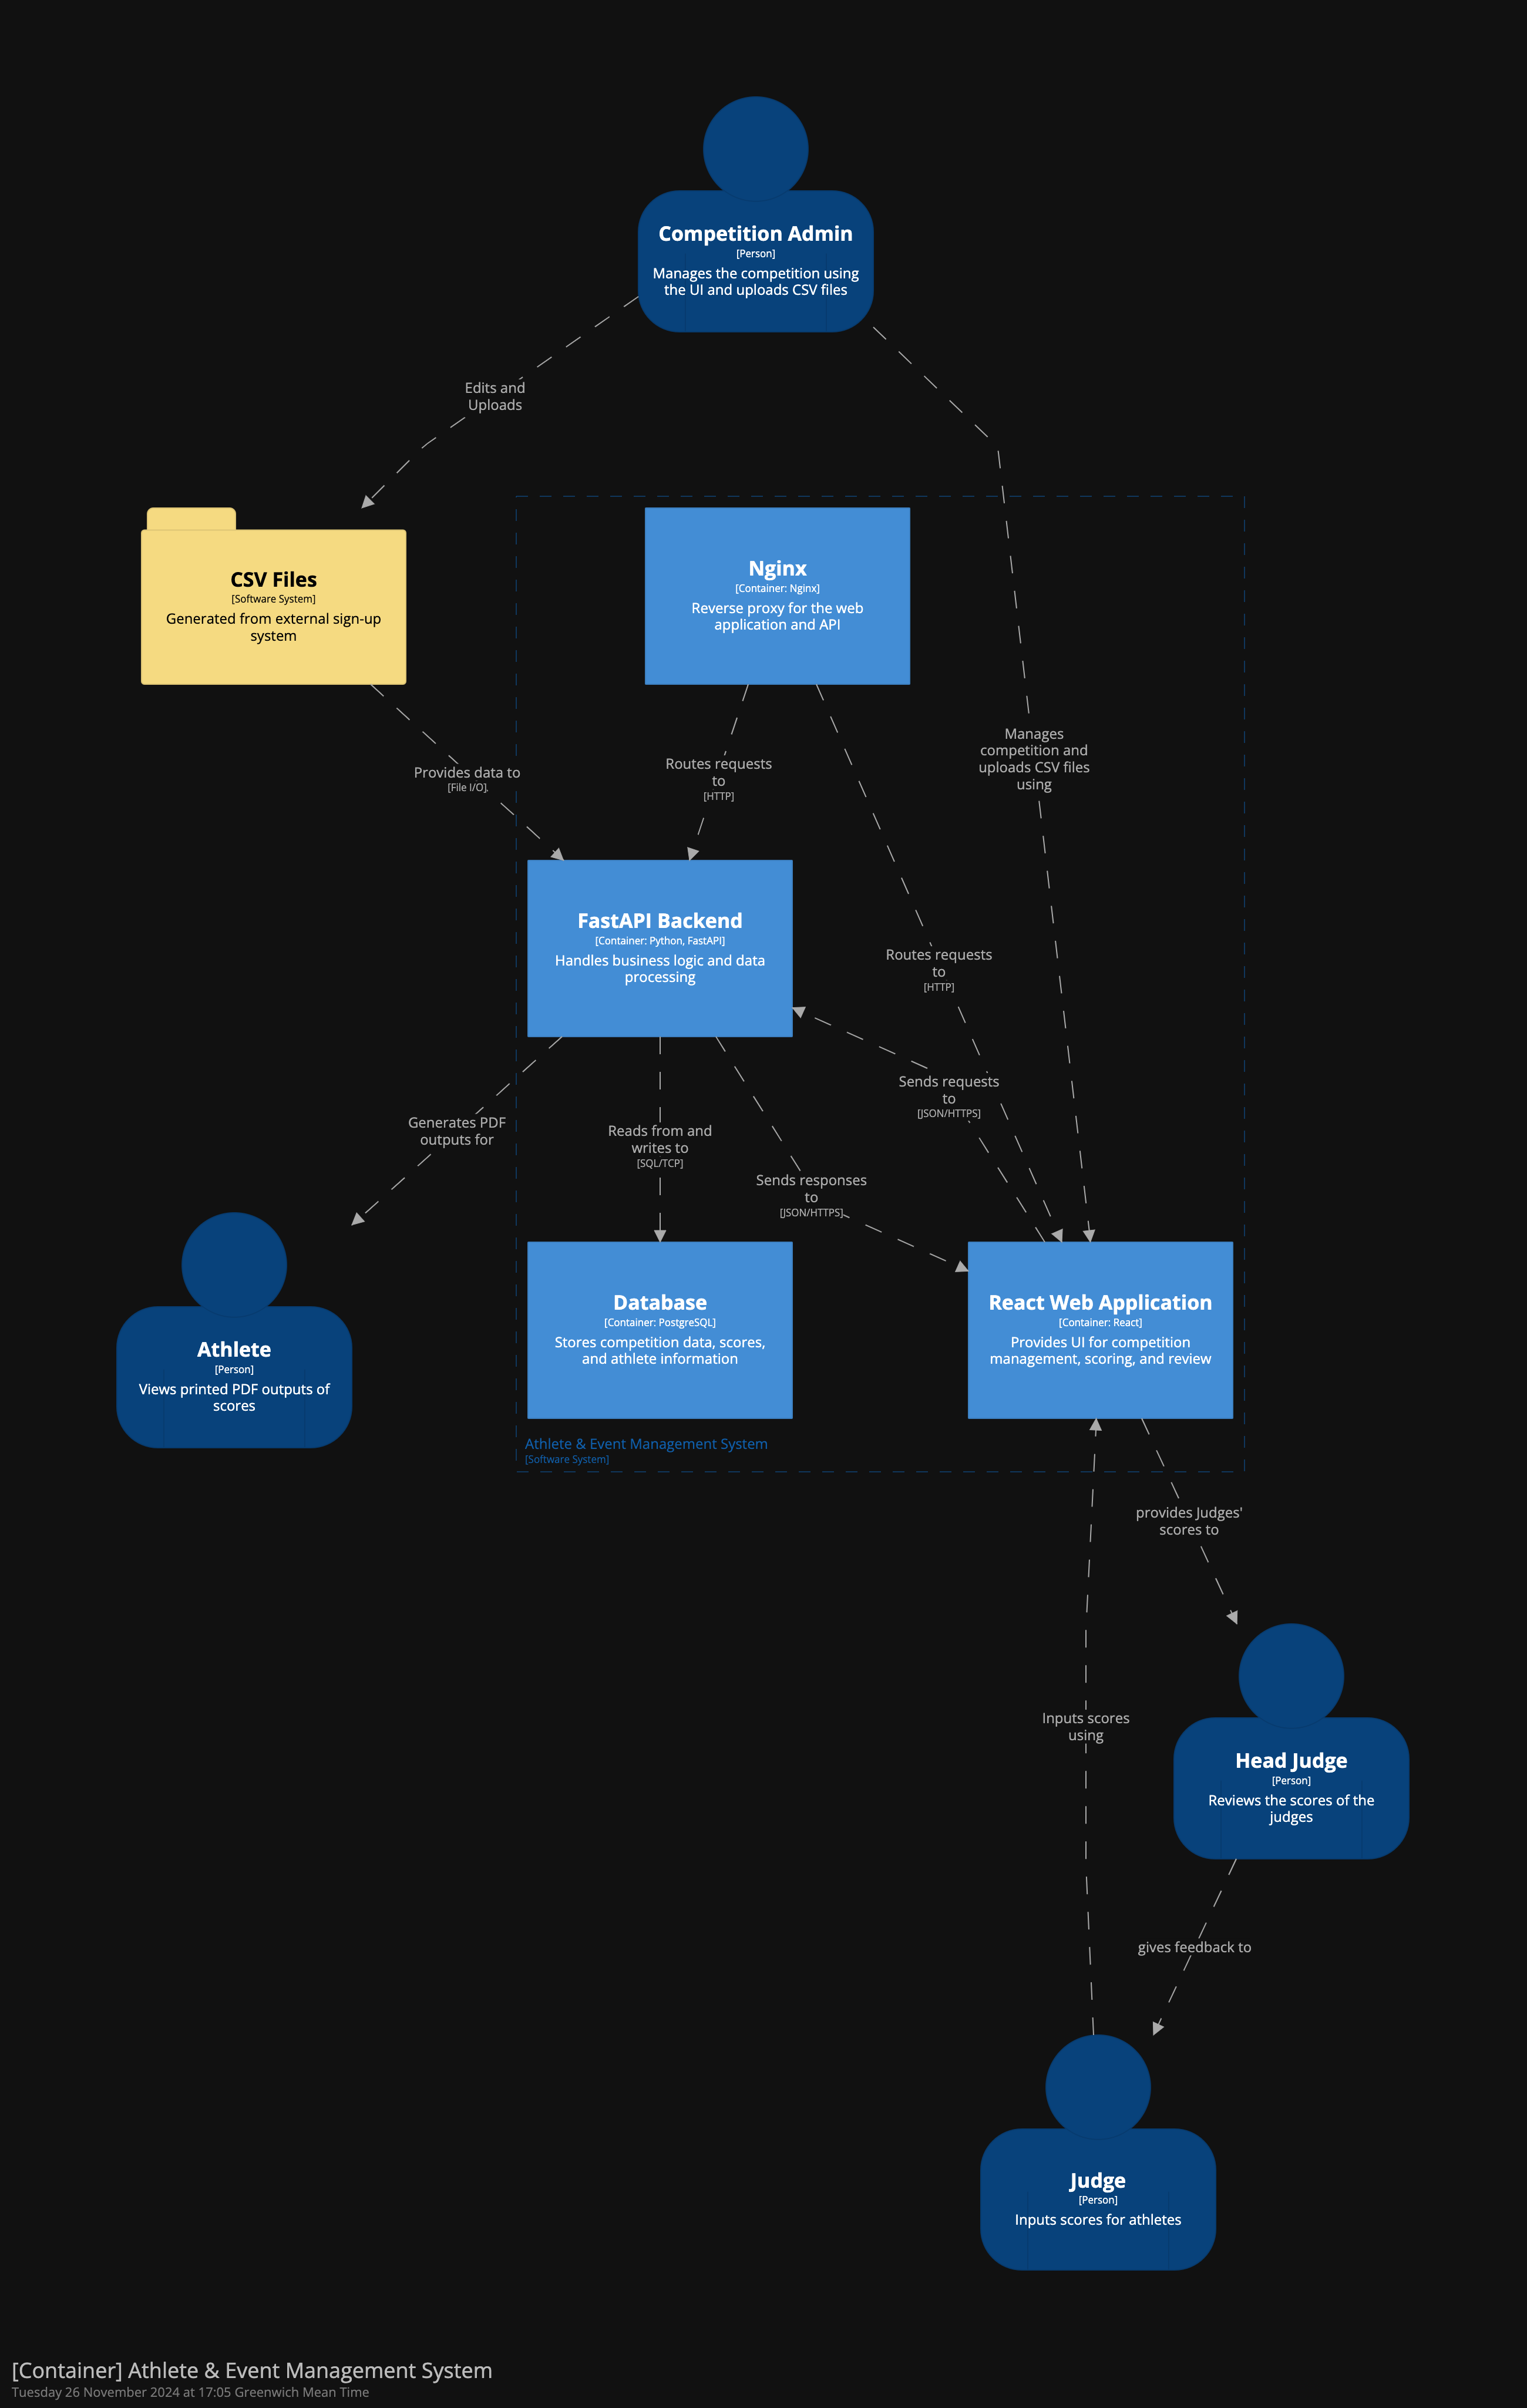 Competition Admin
[Person]
Manages the competition using
the UI and uploads CSV files
Edits and
Uploads
CSV Files
[Software System]
Generated from external sign-up
system
Nginx
[Container: Nginx]
Reverse proxy for the web
application and API
Manages
competition and
uploads CSV files
using
Provides data to
[File I/O]
Routes requests
to
[HTTP]
FastAPI Backend
[Container: Python, FastAPI]
Handles business logic and data
processing
Routes requests
to
[HTTP]
Sends requests
to
[JSON/HTTPS]
Generates PDF
outputs for
Reads from and
writes to
[SQL/TCP]
Sends responses
to
[JSON/HTTPS]
Athlete
[Person]
Views printed PDF outputs of
scores
Database
[Container: PostgreSQL]
Stores competition data, scores,
and athlete information
React Web Application
[Container: React]
Provides UI for competition
management, scoring, and review
Athlete & Event Management System
[Software System]
provides Judges'
scores to
Inputs scores
using
Head Judge
[Person]
Reviews the scores of the
judges
gives feedback to
Judge
[Person]
Inputs scores for athletes
[Container] Athlete & Event Management System
Tuesday 26 November 2024 at 17:05 Greenwich Mean Time